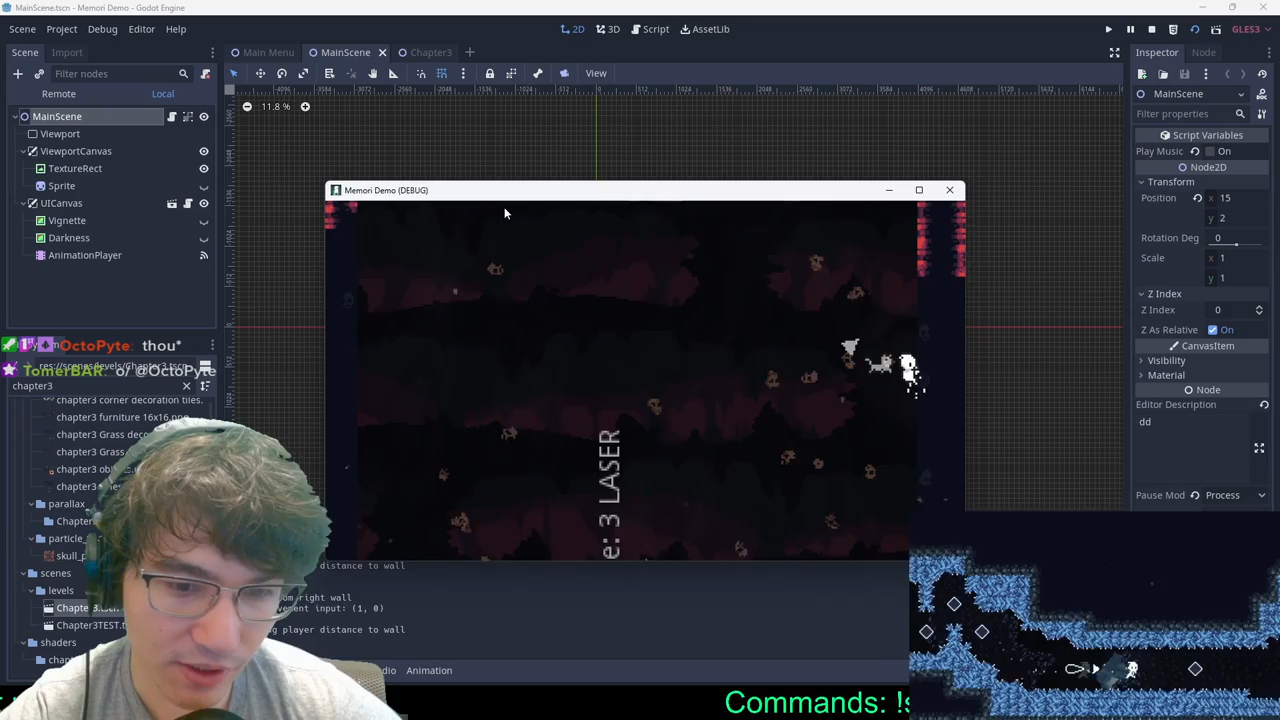 MainScene.tscn - Memori Demo - Godot Engine
Scene Project Debug Editor Help
2D 3D Script AssetLib
GLES3
Scene Import
Main Menu MainScene Chapter3
Inspector Node
Filter nodes
View
Remote Local
MainScene
11.8 %
Filter properties
MainScene
Viewport
ViewportCanvas
TextureRect
Sprite
UICanvas
Vignette
Darkness
AnimationPlayer
Script Variables
Play Music On
Node2D
Transform
Position x 15
y 2
Rotation Deg 0
Scale x 1
y 1
Z Index
Z Index 0
Z As Relative On
CanvasItem
Visibility
Material
Node
Editor Description
dd
Pause Mod Process
Memori Demo (DEBUG)
e: 3 LASER
OctoPyte: thou*
TomerBAR: o/ @OctoPyte
chapter3
chapter3 corner decoration tiles.
chapter3 furniture 16x16.png
chapter3 Grass
chapter3 Grass
chapter3
chapter3
parallax
skull_p
scenes
levels
Chapter3TEST.t
shaders
distance to wall
right wall
input: (1, 0)
player distance to wall
Animation
Commands: !s